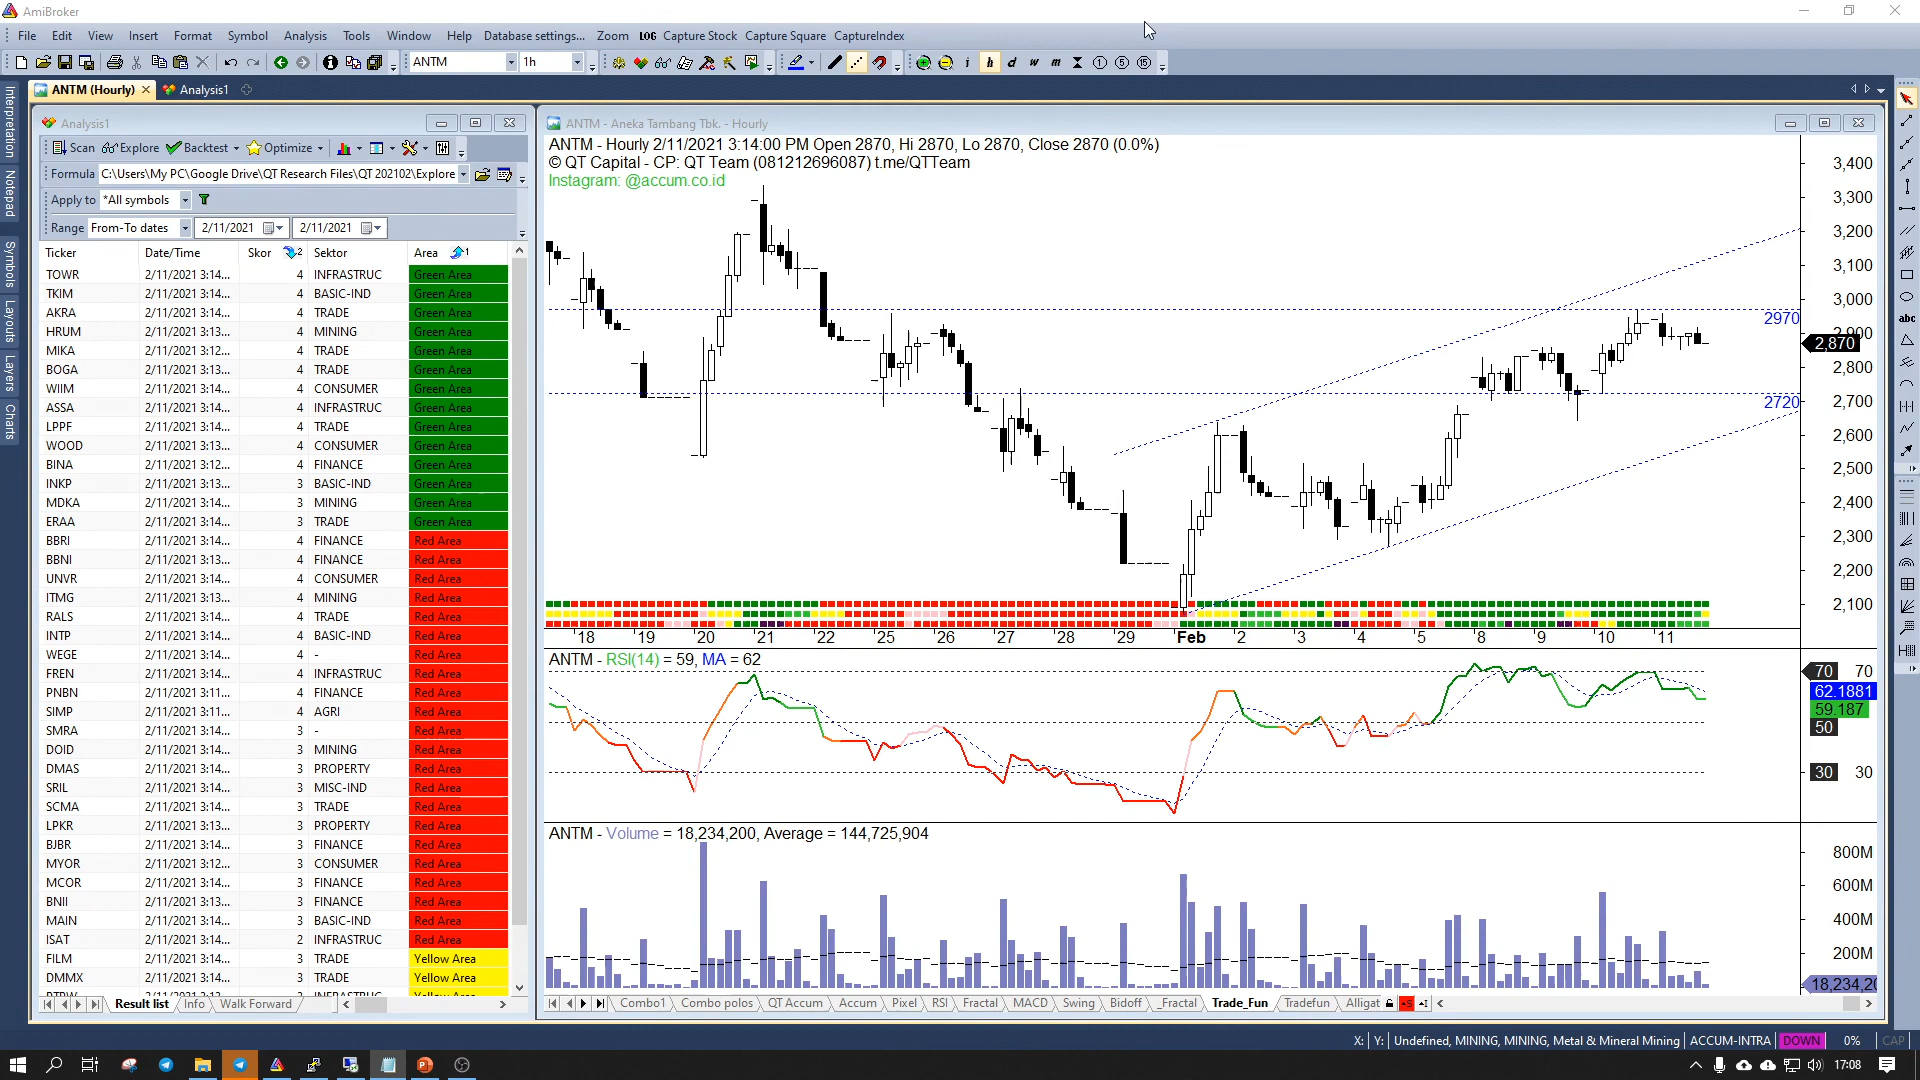 AmiBroker
File Edit View Insert Format Symbol Analysis Tools Window Help Database settings... Zoom LOG Capture Stock Capture Square CaptureIndex
ANTM 1h i h d w m 1 5 15
ANTM (Hourly) Analysis1
Interpretation
Notepad
Symbols
Layouts
Layers
Charts
Analysis1
Scan Explore Backtest Optimize
Formula C:\Users\My PC\Google Drive\QT Research Files\QT 202102\Explore
Apply to *All symbols
Range From-To dates 2/11/2021 2/11/2021
Ticker Date/Time Skor 2 Sektor Area 1
TOWR 2/11/2021 3:14... 4 INFRASTRUC Green Area
TKIM 2/11/2021 3:14... 4 BASIC-IND Green Area
AKRA 2/11/2021 3:14... 4 TRADE Green Area
HRUM 2/11/2021 3:13... 4 MINING Green Area
MIKA 2/11/2021 3:12... 4 TRADE Green Area
BOGA 2/11/2021 3:13... 4 TRADE Green Area
WIIM 2/11/2021 3:14... 4 CONSUMER Green Area
ASSA 2/11/2021 3:14... 4 INFRASTRUC Green Area
LPPF 2/11/2021 3:14... 4 TRADE Green Area
WOOD 2/11/2021 3:13... 4 CONSUMER Green Area
BINA 2/11/2021 3:12... 4 FINANCE Green Area
INKP 2/11/2021 3:13... 3 BASIC-IND Green Area
MDKA 2/11/2021 3:14... 3 MINING Green Area
ERAA 2/11/2021 3:14... 3 TRADE Green Area
BBRI 2/11/2021 3:14... 4 FINANCE Red Area
BBNI 2/11/2021 3:13... 4 FINANCE Red Area
UNVR 2/11/2021 3:14... 4 CONSUMER Red Area
ITMG 2/11/2021 3:14... 4 MINING Red Area
RALS 2/11/2021 3:14... 4 TRADE Red Area
INTP 2/11/2021 3:14... 4 BASIC-IND Red Area
WEGE 2/11/2021 3:14... 4 - Red Area
FREN 2/11/2021 3:14... 4 INFRASTRUC Red Area
PNBN 2/11/2021 3:11... 4 FINANCE Red Area
SIMP 2/11/2021 3:11... 4 AGRI Red Area
SMRA 2/11/2021 3:14... 3 - Red Area
DOID 2/11/2021 3:14... 3 MINING Red Area
DMAS 2/11/2021 3:14... 3 PROPERTY Red Area
SRIL 2/11/2021 3:14... 3 MISC-IND Red Area
SCMA 2/11/2021 3:14... 3 TRADE Red Area
LPKR 2/11/2021 3:13... 3 PROPERTY Red Area
BJBR 2/11/2021 3:14... 3 FINANCE Red Area
MYOR 2/11/2021 3:12... 3 CONSUMER Red Area
MCOR 2/11/2021 3:14... 3 FINANCE Red Area
BNII 2/11/2021 3:13... 3 FINANCE Red Area
MAIN 2/11/2021 3:14... 3 BASIC-IND Red Area
ISAT 2/11/2021 3:14... 2 INFRASTRUC Red Area
FILM 2/11/2021 3:14... 3 TRADE Yellow Area
DMMX 2/11/2021 3:14... 3 TRADE Yellow Area
Result list Info Walk Forward
ANTM - Aneka Tambang Tbk. - Hourly
ANTM - Hourly 2/11/2021 3:14:00 PM Open 2870, Hi 2870, Lo 2870, Close 2870 (0.0%)
© QT Capital - CP: QT Team (081212696087) t.me/QTTeam
Instagram: @accum.co.id
3,400
3,300
3,200
3,100
3,000
2970
2,900
2,870
2,800
2720
2,700
2,600
2,500
2,400
2,300
2,200
2,100
18 19 20 21 22 25 26 27 28 29 Feb 2 3 4 5 8 9 10 11
ANTM - RSI(14) = 59, MA = 62
70 70
62.1881
59.187
50
30 30
ANTM - Volume = 18,234,200, Average = 144,725,904
800M
600M
400M
200M
18,234,20
Combo1 Combo polos QT Accum Accum Pixel RSI Fractal MACD Swing Bidoff _Fractal Trade_Fun Tradefun Alligat
abc
X: Y: Undefined, MINING, MINING, Metal & Mineral Mining ACCUM-INTRA DOWN 0% CAP
17:08